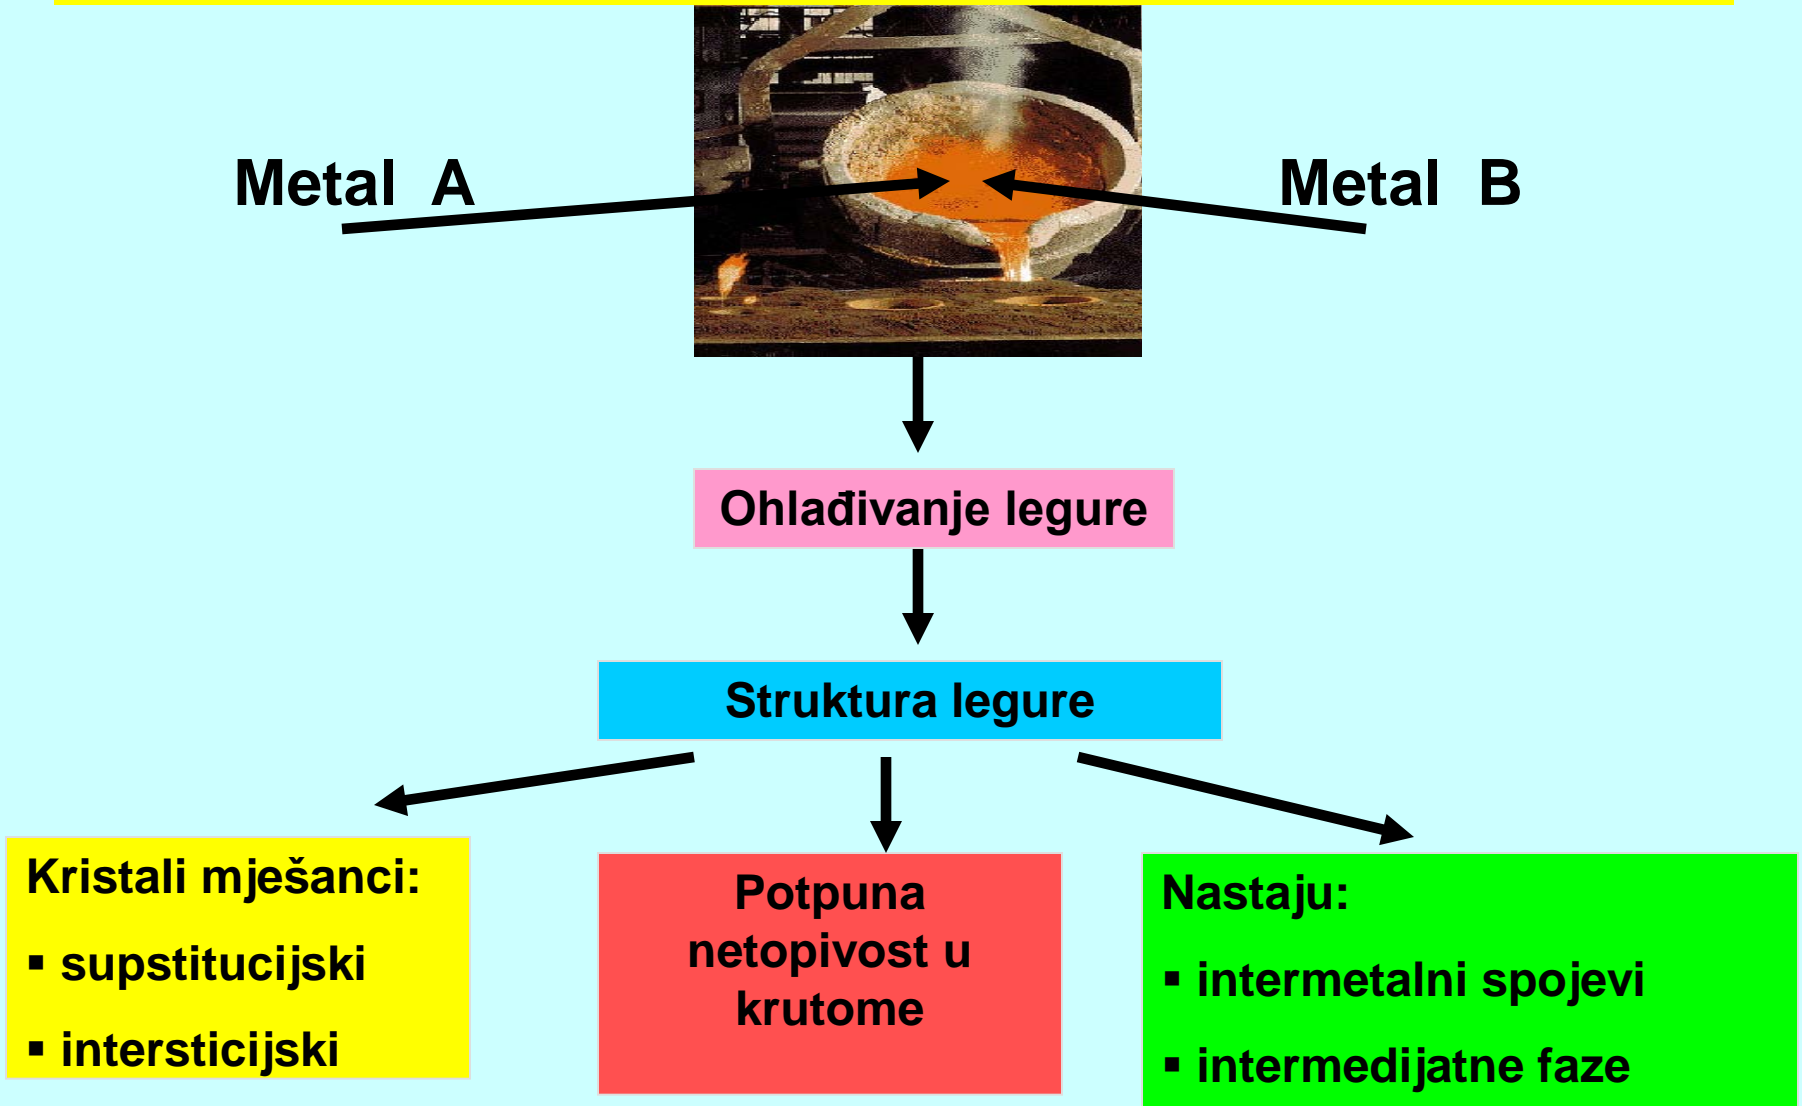 Metal A
Metal B
Ohlađivanje legure
Struktura legure
Kristali mješanci:
▪ supstitucijski
▪ intersticijski
Potpuna
netopivost u
krutome
Nastaju:
▪ intermetalni spojevi
▪ intermedijatne faze